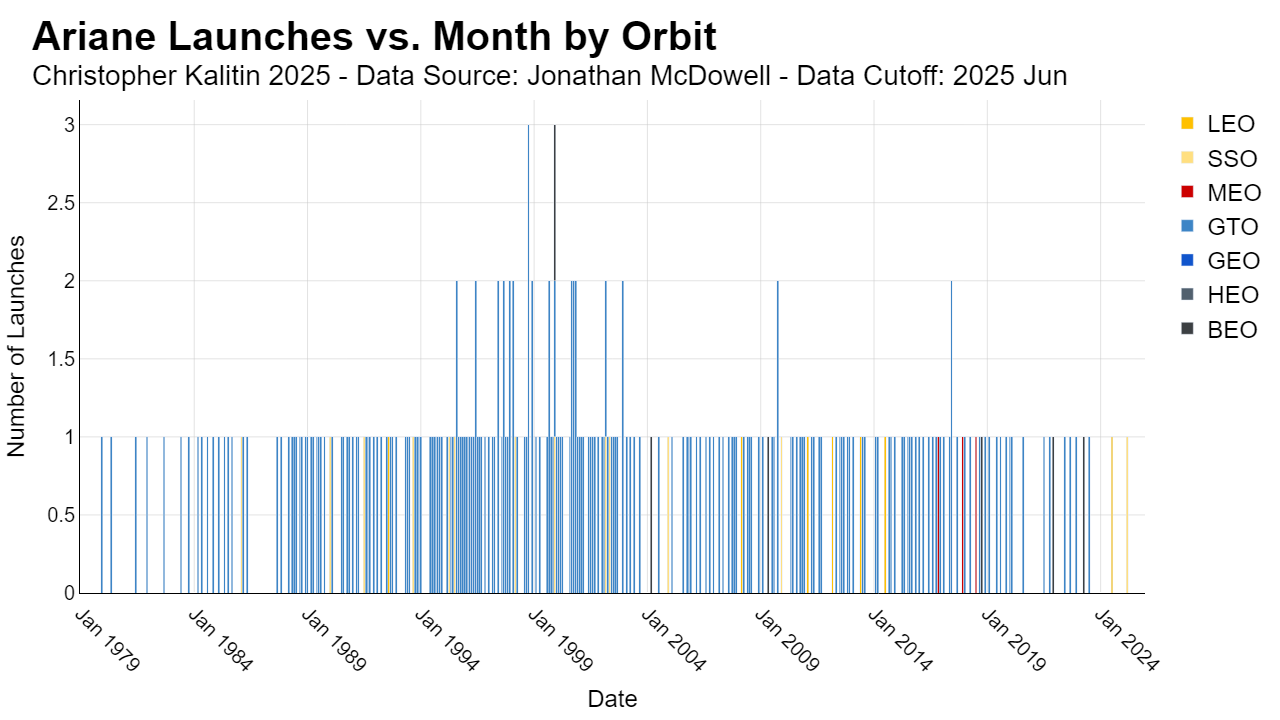 Ariane Launches vs. Month by Orbit
Christopher Kalitin 2025 - Data Source: Jonathan McDowell - Data Cutoff: 2025 Jun
Number of Launches
3
2.5
2
1.5
1
0.5
0
Jan 1979
Jan 1984
Jan 1989
Jan 1994
Jan 1999
Jan 2004
Jan 2009
Jan 2014
Jan 2019
Jan 2024
Date
LEO
SSO
MEO
GTO
GEO
HEO
BEO